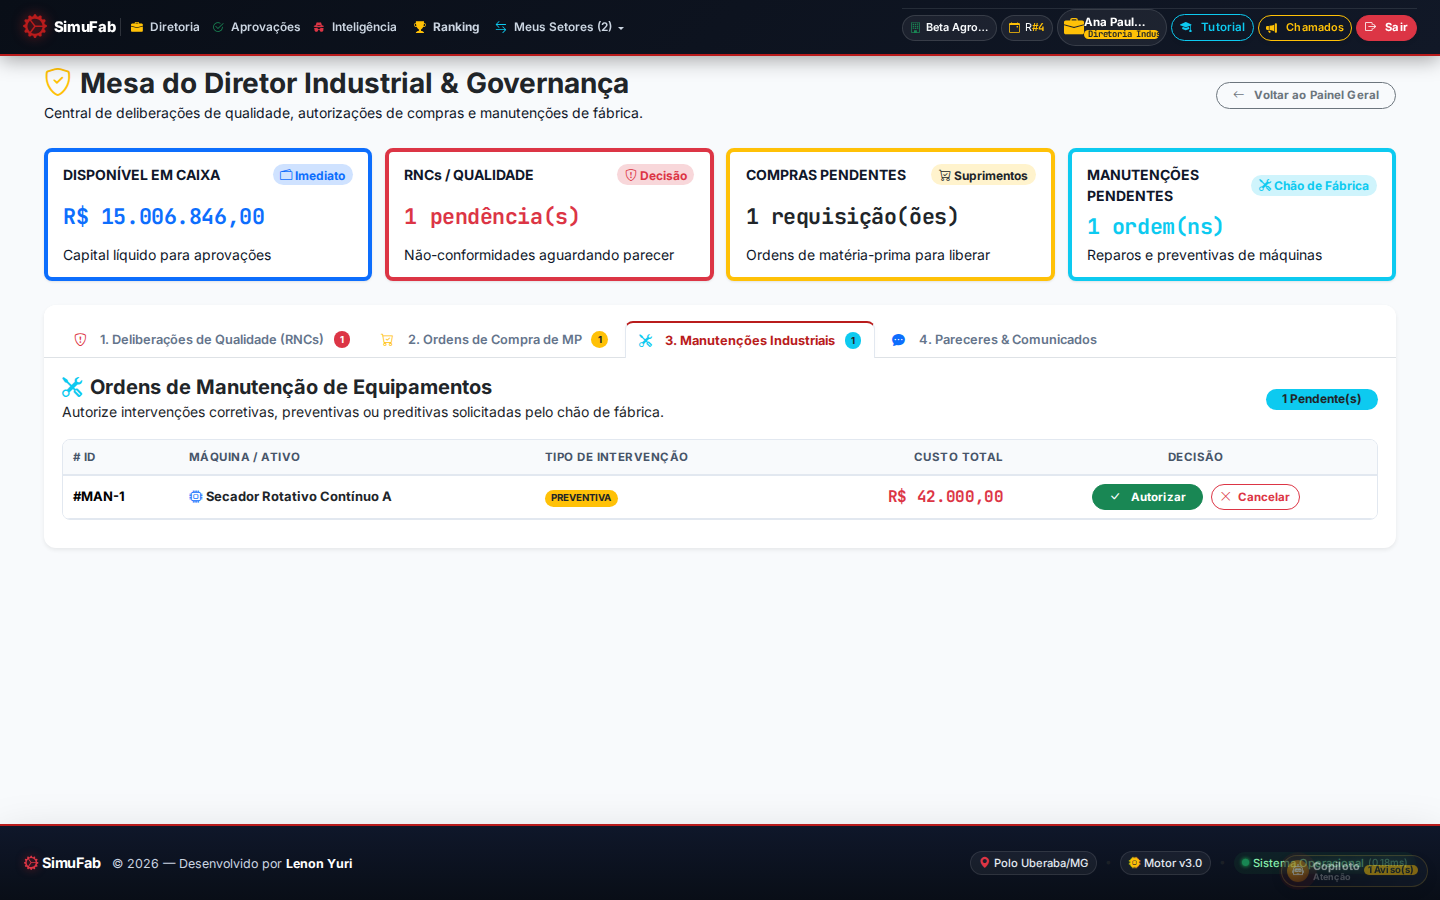 SimuFab Diretoria Aprovações Inteligência Ranking Meus Setores (2) Beta Agro... R#4 Ana Paul... Tutorial Chamados Sair
Diretoria Indus
Mesa do Diretor Industrial & Governança
Central de deliberações de qualidade, autorizações de compras e manutenções de fábrica.
Voltar ao Painel Geral
DISPONÍVEL EM CAIXA Imediato
R$ 15.006.846,00
Capital líquido para aprovações
RNCs / QUALIDADE Decisão
1 pendência(s)
Não-conformidades aguardando parecer
COMPRAS PENDENTES Suprimentos
1 requisição(ões)
Ordens de matéria-prima para liberar
MANUTENÇÕES PENDENTES Chão de Fábrica
1 ordem(ns)
Reparos e preventivas de máquinas
1. Deliberações de Qualidade (RNCs) 1 2. Ordens de Compra de MP 1 3. Manutenções Industriais 1 4. Pareceres & Comunicados
Ordens de Manutenção de Equipamentos
Autorize intervenções corretivas, preventivas ou preditivas solicitadas pelo chão de fábrica.
1 Pendente(s)
# ID MÁQUINA / ATIVO TIPO DE INTERVENÇÃO CUSTO TOTAL DECISÃO
#MAN-1 Secador Rotativo Contínuo A PREVENTIVA R$ 42.000,00 Autorizar Cancelar
SimuFab © 2026 — Desenvolvido por Lenon Yuri Polo Uberaba/MG Motor v3.0 Sistema Operacional (0.18ms)
Copiloto 1 Aviso(s)
Atenção